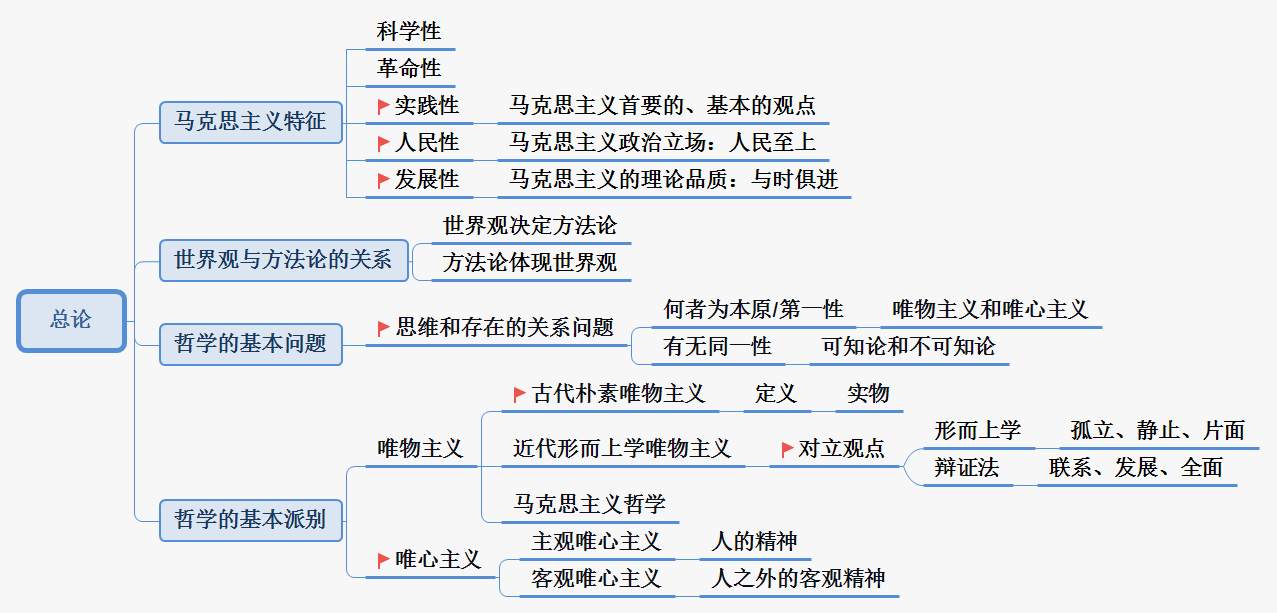 总论
马克思主义特征
科学性
革命性
实践性
马克思主义首要的、基本的观点
人民性
马克思主义政治立场：人民至上
发展性
马克思主义的理论品质：与时俱进
世界观与方法论的关系
世界观决定方法论
方法论体现世界观
哲学的基本问题
思维和存在的关系问题
何者为本原/第一性
唯物主义和唯心主义
有无同一性
可知论和不可知论
哲学的基本派别
唯物主义
古代朴素唯物主义
定义
实物
近代形而上学唯物主义
对立观点
形而上学
孤立、静止、片面
辩证法
联系、发展、全面
马克思主义哲学
唯心主义
主观唯心主义
人的精神
客观唯心主义
人之外的客观精神